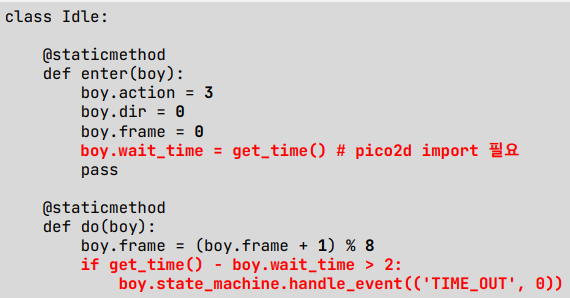 class Idle:
@staticmethod
def enter(boy):
boy.action = 3
boy.dir = 0
boy.frame = 0
boy.wait_time = get_time() # pico2d import 필요
pass
@staticmethod
def do(boy):
boy.frame = (boy.frame + 1) % 8
if get_time() - boy.wait_time > 2:
boy.state_machine.handle_event(('TIME_OUT', 0))